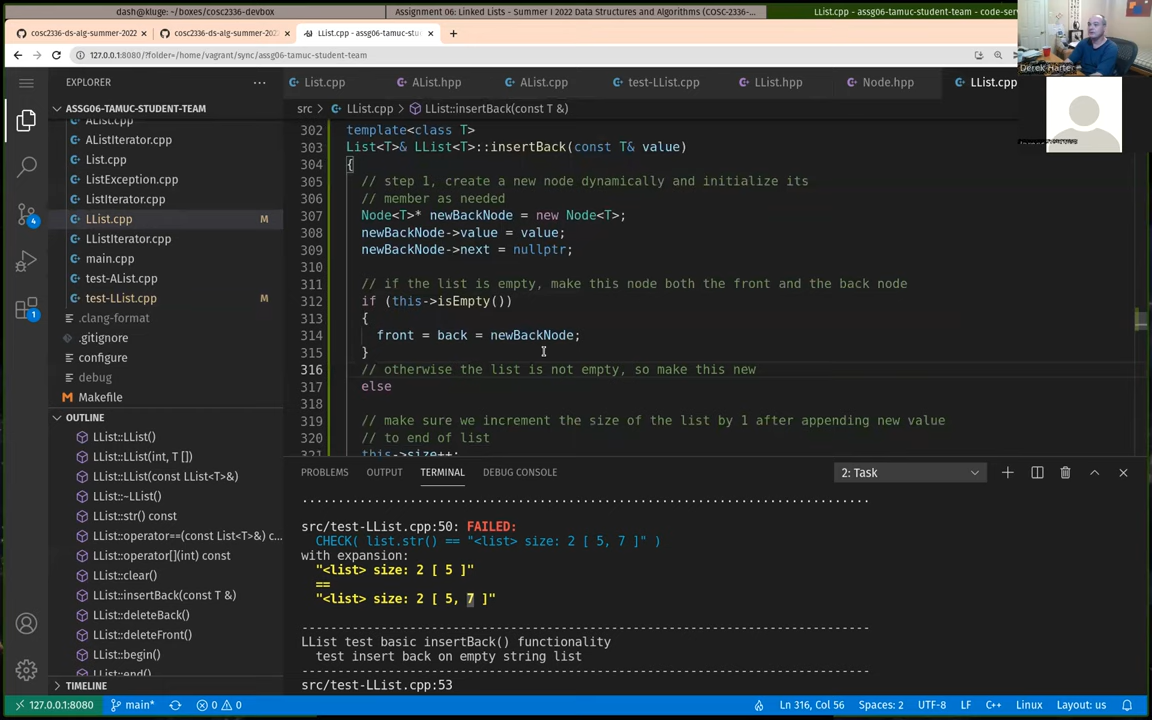 dash@kluge: ~/boxes/cosc2336-devbox
Assignment 06: Linked Lists - Summer I 2022 Data Structures and Algorithms (COSC-2336-...
LList.cpp - assg06-tamuc-student-team - code-serv
cosc2336-ds-alg-summer-2022
cosc2336-ds-alg-summer-202
LList.cpp - assg06-tamuc-stu
127.0.0.1:8080/?folder=/home/vagrant/sync/assg06-tamuc-student-team
Derek Harter
EXPLORER
List.cpp
AList.hpp
AList.cpp
test-LList.cpp
LList.hpp
Node.hpp
LList.cpp
ASSG06-TAMUC-STUDENT-TEAM
src > LList.cpp > LList::insertBack(const T &)
AList.cpp
AListIterator.cpp
List.cpp
ListException.cpp
ListIterator.cpp
LList.cpp M
LListIterator.cpp
main.cpp
test-AList.cpp
test-LList.cpp M
.clang-format
.gitignore
configure
debug
Makefile
OUTLINE
LList::LList()
LList::LList(int, T [])
LList::LList(const LList<T>&)
LList::~LList()
LList::str() const
LList::operator==(const List<T>&) c...
LList::operator[](int) const
LList::clear()
LList::insertBack(const T &)
LList::deleteBack()
LList::deleteFront()
LList::begin()
LList::end()
TIMELINE
4
1
302 template<class T>
303 List<T>& LList<T>::insertBack(const T& value)
304 {
305 // step 1, create a new node dynamically and initialize its
306 // member as needed
307 Node<T>* newBackNode = new Node<T>;
308 newBackNode->value = value;
309 newBackNode->next = nullptr;
310
311 // if the list is empty, make this node both the front and the back node
312 if (this->isEmpty())
313 {
314 front = back = newBackNode;
315 }
316 // otherwise the list is not empty, so make this new
317 else
318
319 // make sure we increment the size of the list by 1 after appending new value
320 // to end of list
321 this->size++;
PROBLEMS OUTPUT TERMINAL DEBUG CONSOLE
2: Task
src/test-LList.cpp:50: FAILED:
CHECK( list.str() == "<list> size: 2 [ 5, 7 ]" )
with expansion:
"<list> size: 2 [ 5 ]"
==
"<list> size: 2 [ 5, 7 ]"
LList test basic insertBack() functionality
test insert back on empty string list
src/test-LList.cpp:53
127.0.0.1:8080
main*
0 0
Ln 316, Col 56
Spaces: 2
UTF-8
LF
C++
Linux
Layout: us